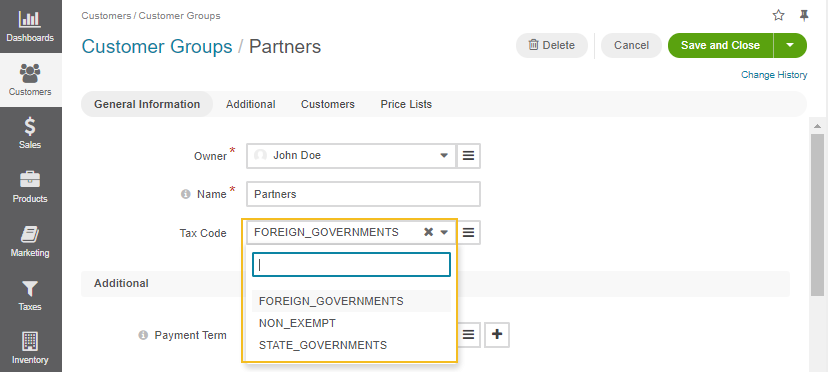 Dashboards
Customers
Sales
Products
Marketing
Taxes
Inventory
Customers / Customer Groups
Customer Groups / Partners
Delete
Cancel
Save and Close
Change History
General Information
Additional
Customers
Price Lists
Owner *
John Doe
Name *
Partners
Tax Code
FOREIGN_GOVERNMENTS
FOREIGN_GOVERNMENTS
NON_EXEMPT
STATE_GOVERNMENTS
Additional
Payment Term